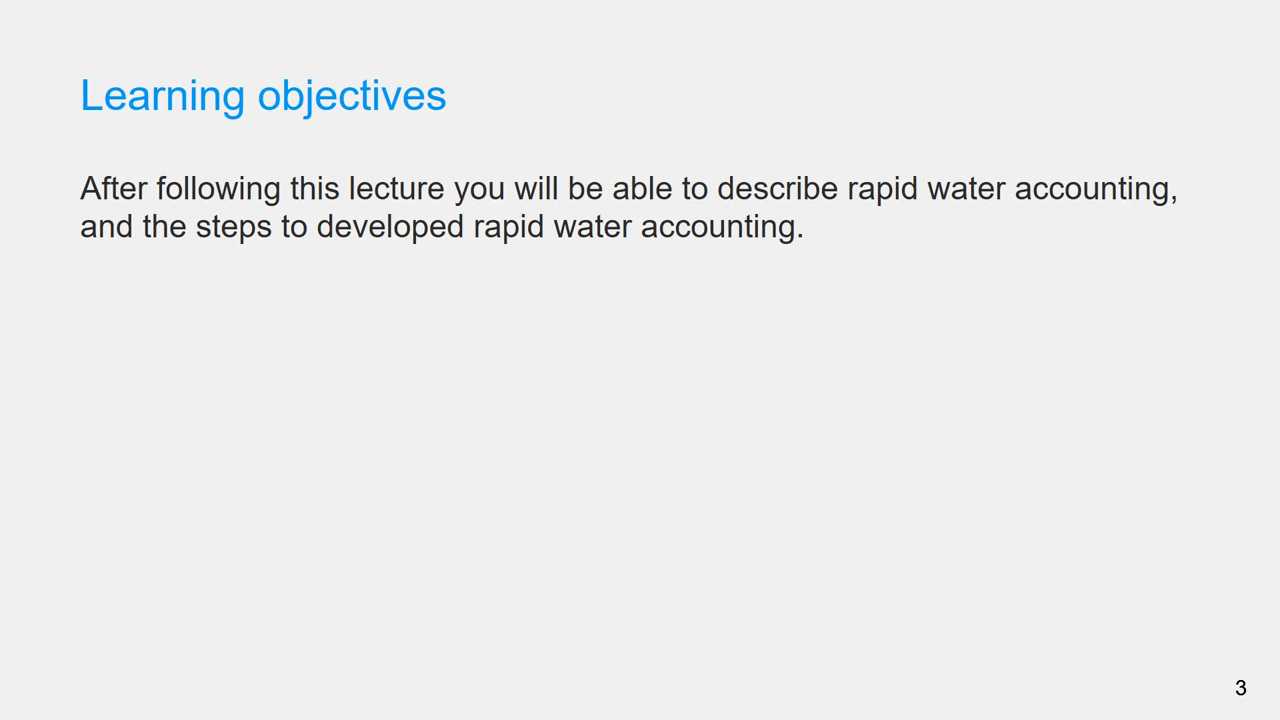 Learning objectives
After following this lecture you will be able to describe rapid water accounting,
and the steps to developed rapid water accounting.
3